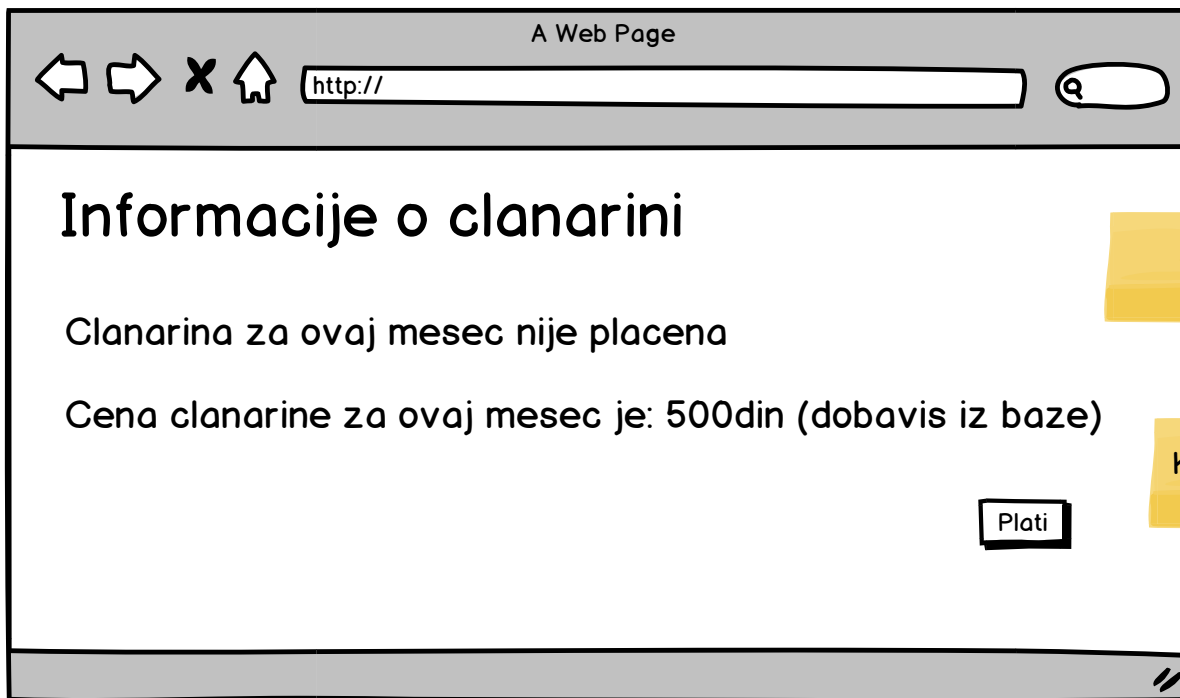 A Web Page
http://
Informacije o clanarini
Clanarina za ovaj mesec nije placena
Cena clanarine za ovaj mesec je: 500din (dobavis iz baze)
Plati